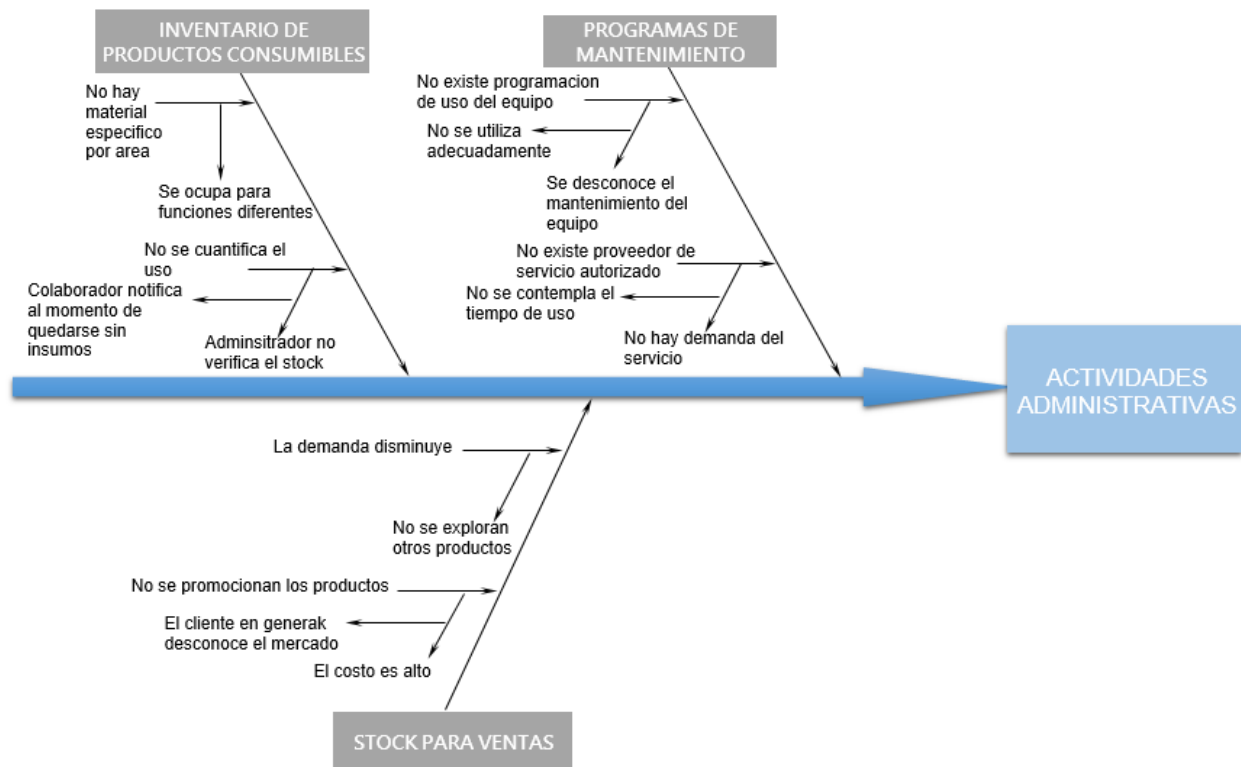 INVENTARIO DE
PRODUCTOS CONSUMIBLES
PROGRAMAS DE
MANTENIMIENTO
No hay
material
especifico
por area
Se ocupa para
funciones diferentes
No se cuantifica el
uso
Colaborador notifica
al momento de
quedarse sin
insumos
Adminsitrador no
verifica el stock
No existe programacion
de uso del equipo
No se utiliza
adecuadamente
Se desconoce el
mantenimiento del
equipo
No existe proveedor de
servicio autorizado
No se contempla el
tiempo de uso
No hay demanda del
servicio
ACTIVIDADES
ADMINISTRATIVAS
La demanda disminuye
No se exploran
otros productos
No se promocionan los productos
El cliente en generak
desconoce el mercado
El costo es alto
STOCK PARA VENTAS